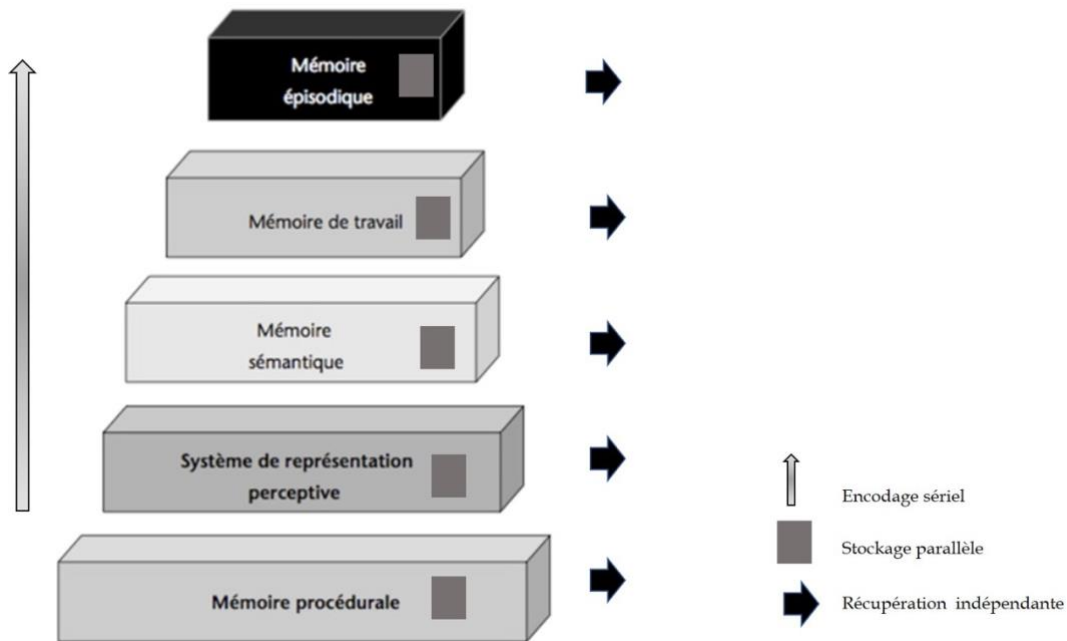 Mémoire
épisodique
Mémoire de travail
Mémoire
sémantique
Système de représentation
perceptive
Mémoire procédurale
Encodage sériel
Stockage parallèle
Récupération indépendante